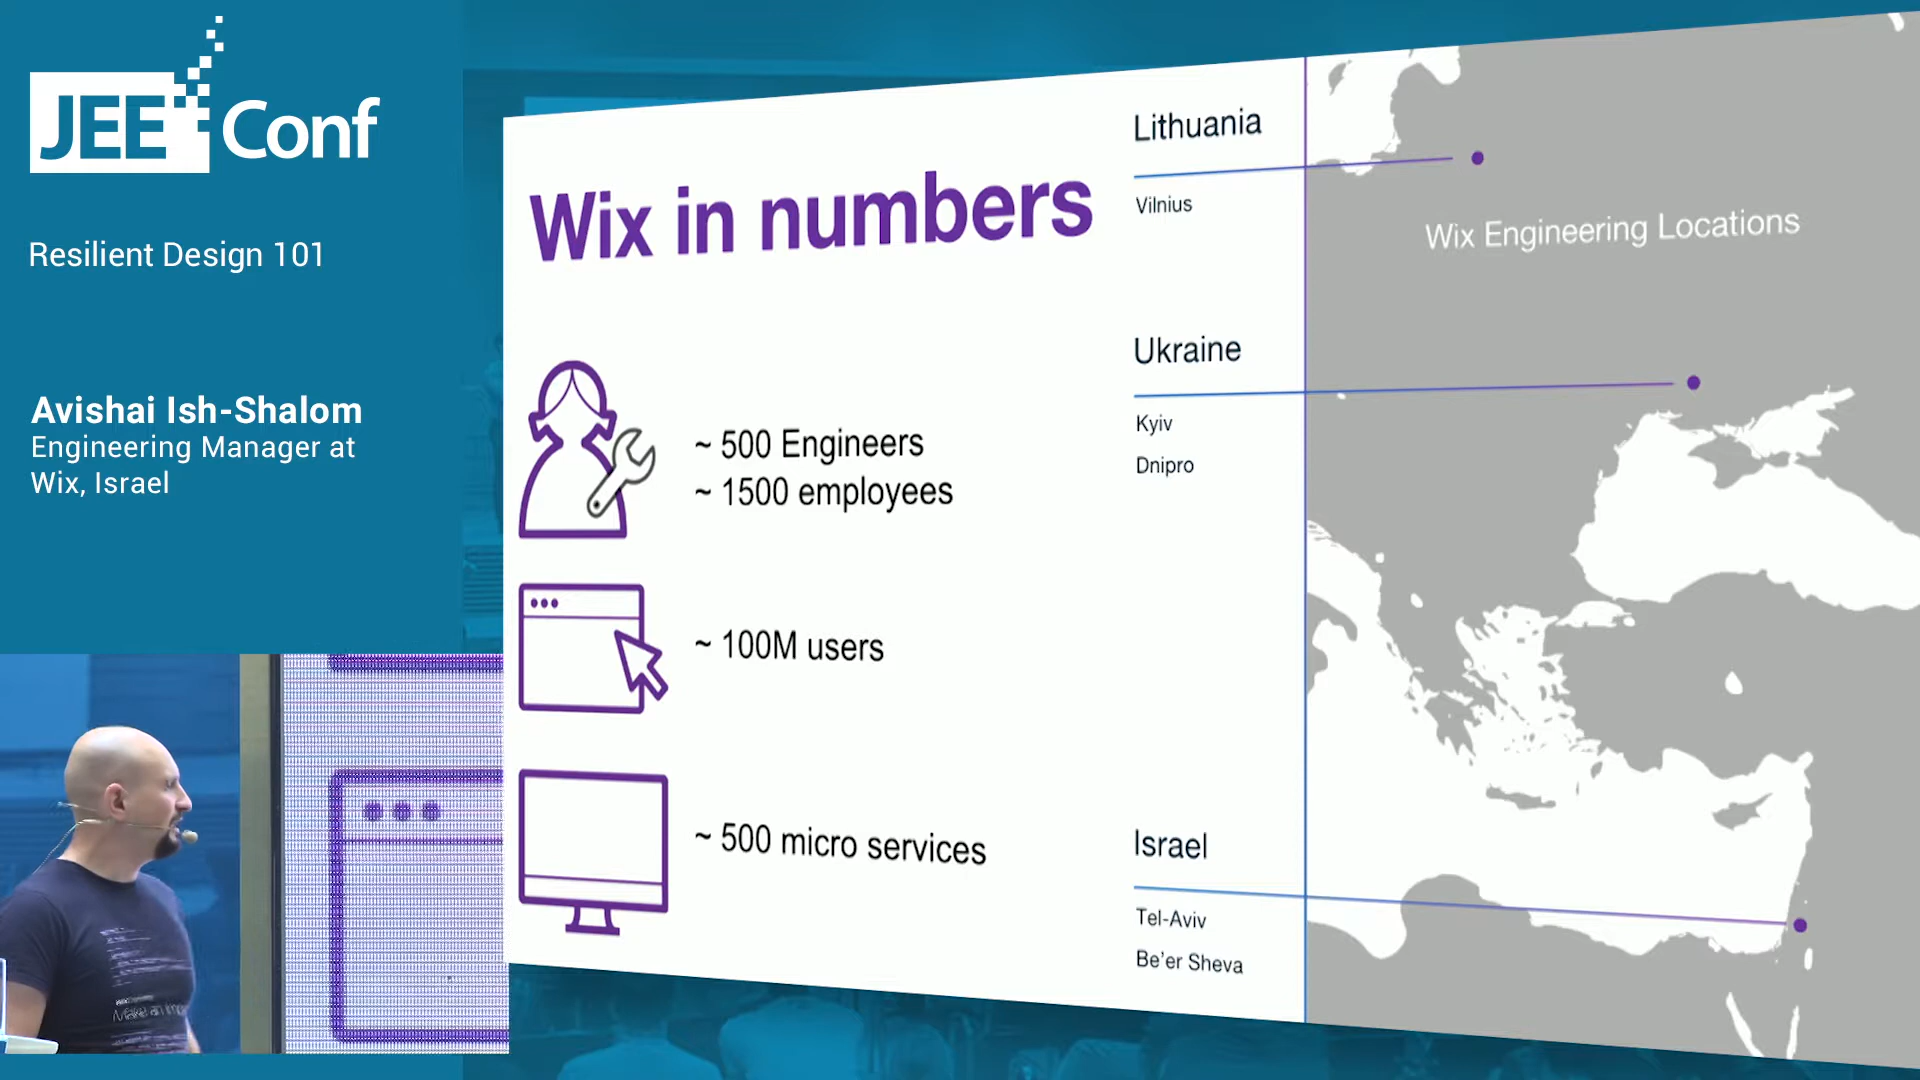 JEE Conf
Resilient Design 101
Avishai Ish-Shalom
Engineering Manager at
Wix, Israel
Wix in numbers
~ 500 Engineers
~ 1500 employees
~ 100M users
~ 500 micro services
Lithuania
Vilnius
Ukraine
Kyiv
Dnipro
Israel
Tel-Aviv
Be'er Sheva
Wix Engineering Locations
Make an